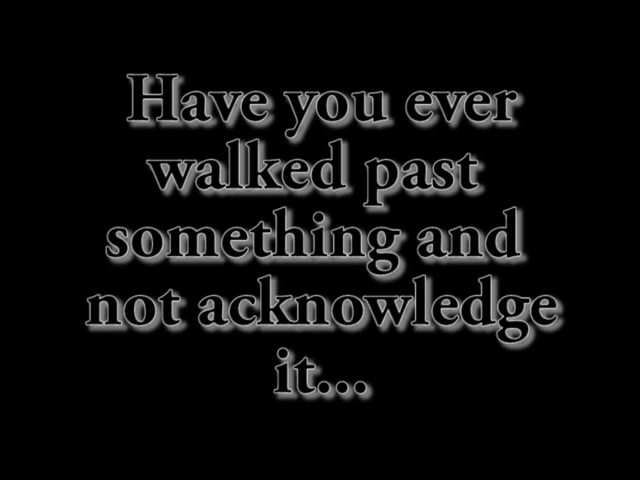 Have you ever
walked past
something and
not acknowledge
it...